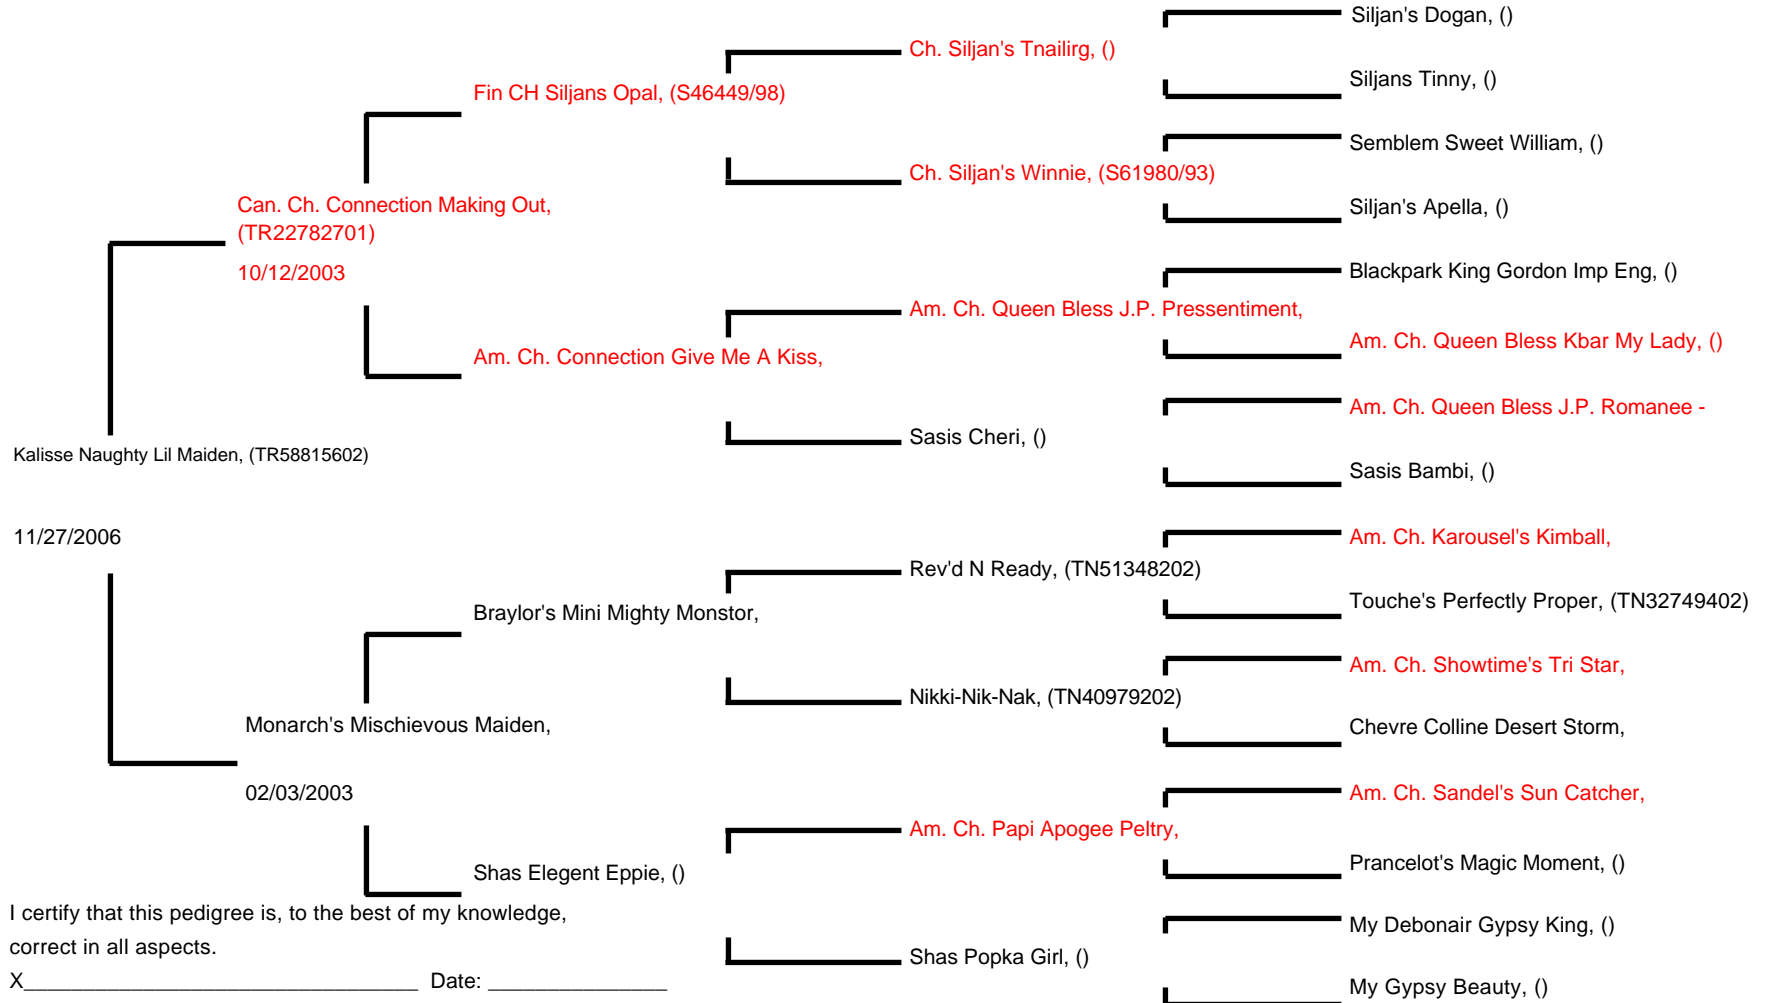 Siljan's Dogan, ()
Ch. Siljan's Tnailirg, ()
Siljans Tinny, ()
Fin CH Siljans Opal, (S46449/98)
Semblem Sweet William, ()
Ch. Siljan's Winnie, (S61980/93)
Siljan's Apella, ()
Can. Ch. Connection Making Out,
(TR22782701)
10/12/2003
Blackpark King Gordon Imp Eng, ()
Am. Ch. Queen Bless J.P. Pressentiment,
Am. Ch. Queen Bless Kbar My Lady, ()
Am. Ch. Connection Give Me A Kiss,
Am. Ch. Queen Bless J.P. Romanee -
Sasis Cheri, ()
Sasis Bambi, ()
Kalisse Naughty Lil Maiden, (TR58815602)
11/27/2006
Am. Ch. Karousel's Kimball,
Rev'd N Ready, (TN51348202)
Touche's Perfectly Proper, (TN32749402)
Braylor's Mini Mighty Monstor,
Am. Ch. Showtime's Tri Star,
Nikki-Nik-Nak, (TN40979202)
Chevre Colline Desert Storm,
Monarch's Mischievous Maiden,
02/03/2003
Am. Ch. Sandel's Sun Catcher,
Am. Ch. Papi Apogee Peltry,
Prancelot's Magic Moment, ()
Shas Elegent Eppie, ()
My Debonair Gypsy King, ()
Shas Popka Girl, ()
My Gypsy Beauty, ()
I certify that this pedigree is, to the best of my knowledge,
correct in all aspects.
X_________________________________ Date: _______________